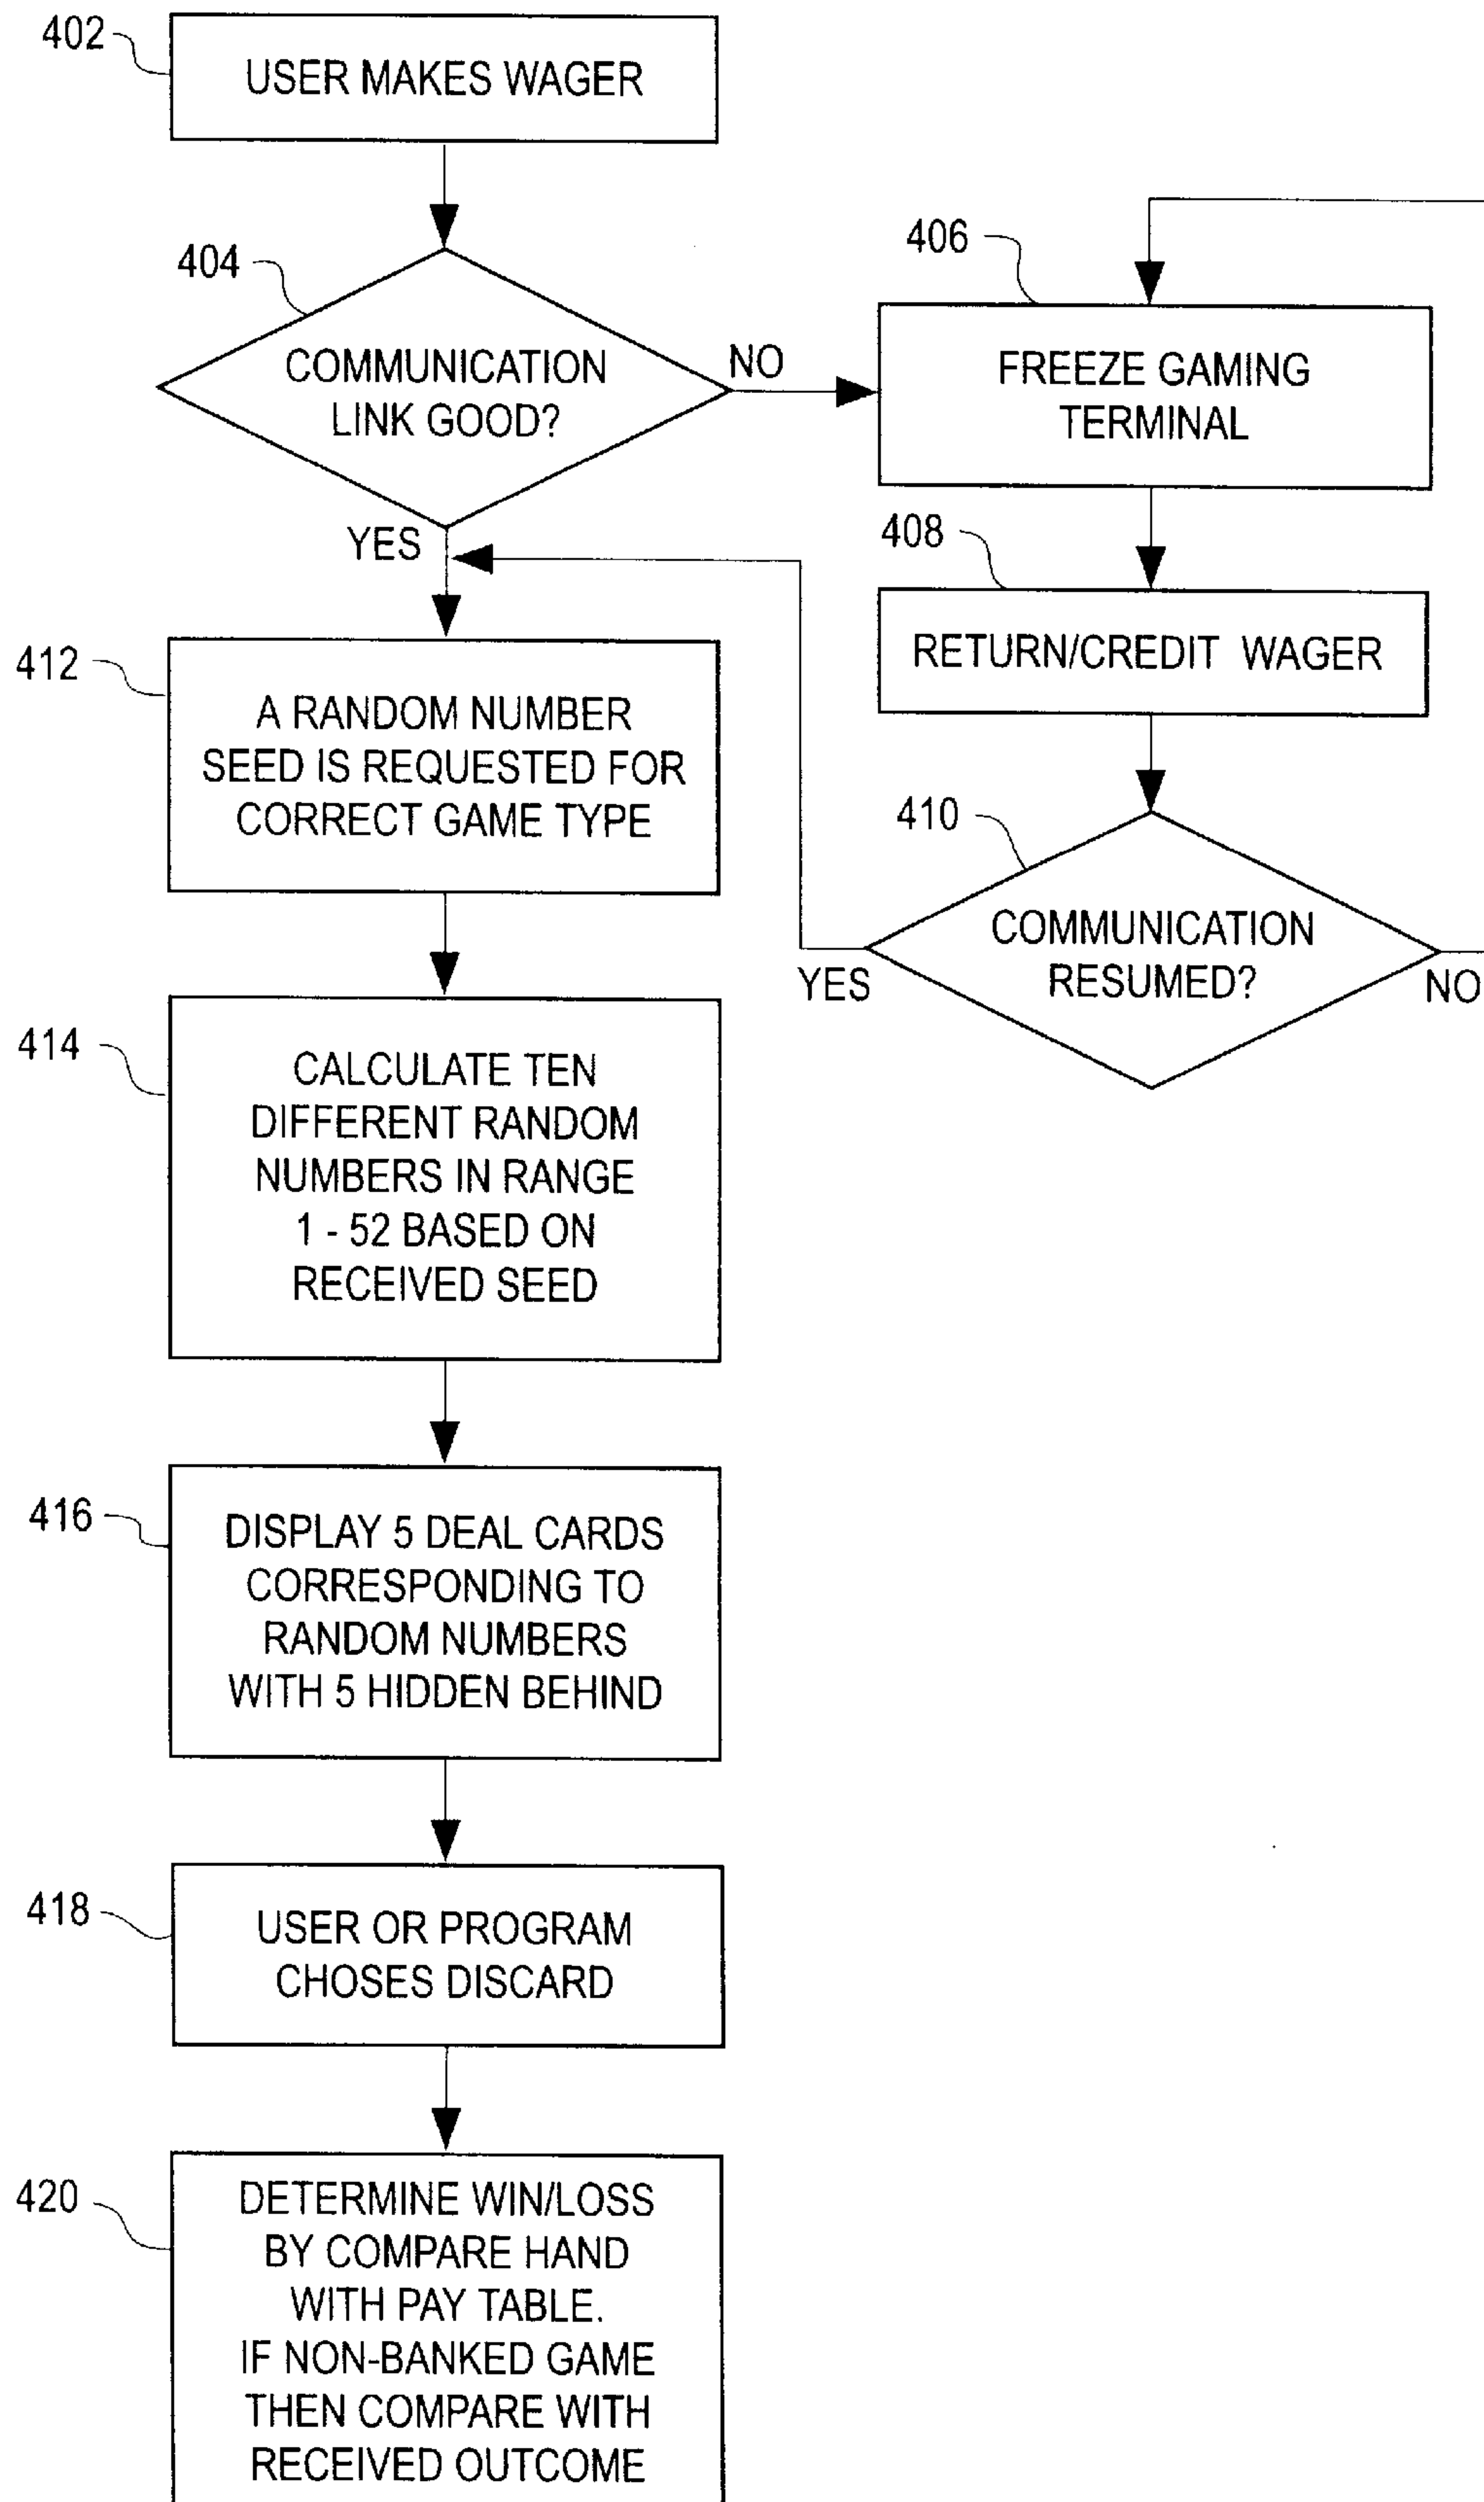 402
USER MAKES WAGER
404
COMMUNICATION
LINK GOOD?
NO
YES
406
FREEZE GAMING
TERMINAL
408
RETURN/CREDIT WAGER
410
COMMUNICATION
RESUMED?
YES
NO
412
A RANDOM NUMBER
SEED IS REQUESTED FOR
CORRECT GAME TYPE
414
CALCULATE TEN
DIFFERENT RANDOM
NUMBERS IN RANGE
1 - 52 BASED ON
RECEIVED SEED
416
DISPLAY 5 DEAL CARDS
CORRESPONDING TO
RANDOM NUMBERS
WITH 5 HIDDEN BEHIND
418
USER OR PROGRAM
CHOSES DISCARD
420
DETERMINE WIN/LOSS
BY COMPARE HAND
WITH PAY TABLE.
IF NON-BANKED GAME
THEN COMPARE WITH
RECEIVED OUTCOME